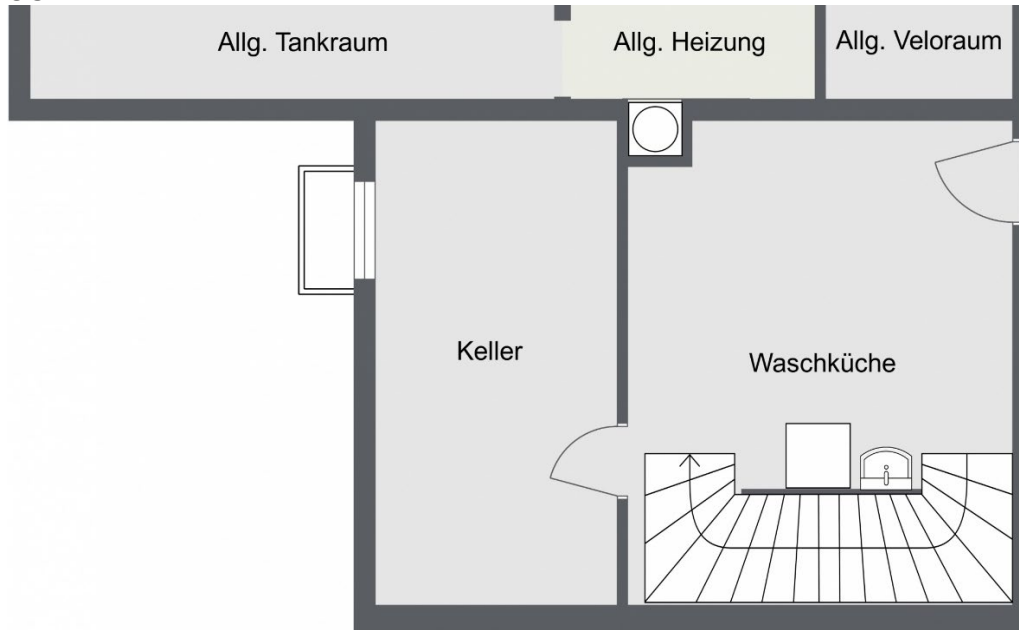 Allg. Tankraum
Allg. Heizung
Allg. Veloraum
Keller
Waschküche